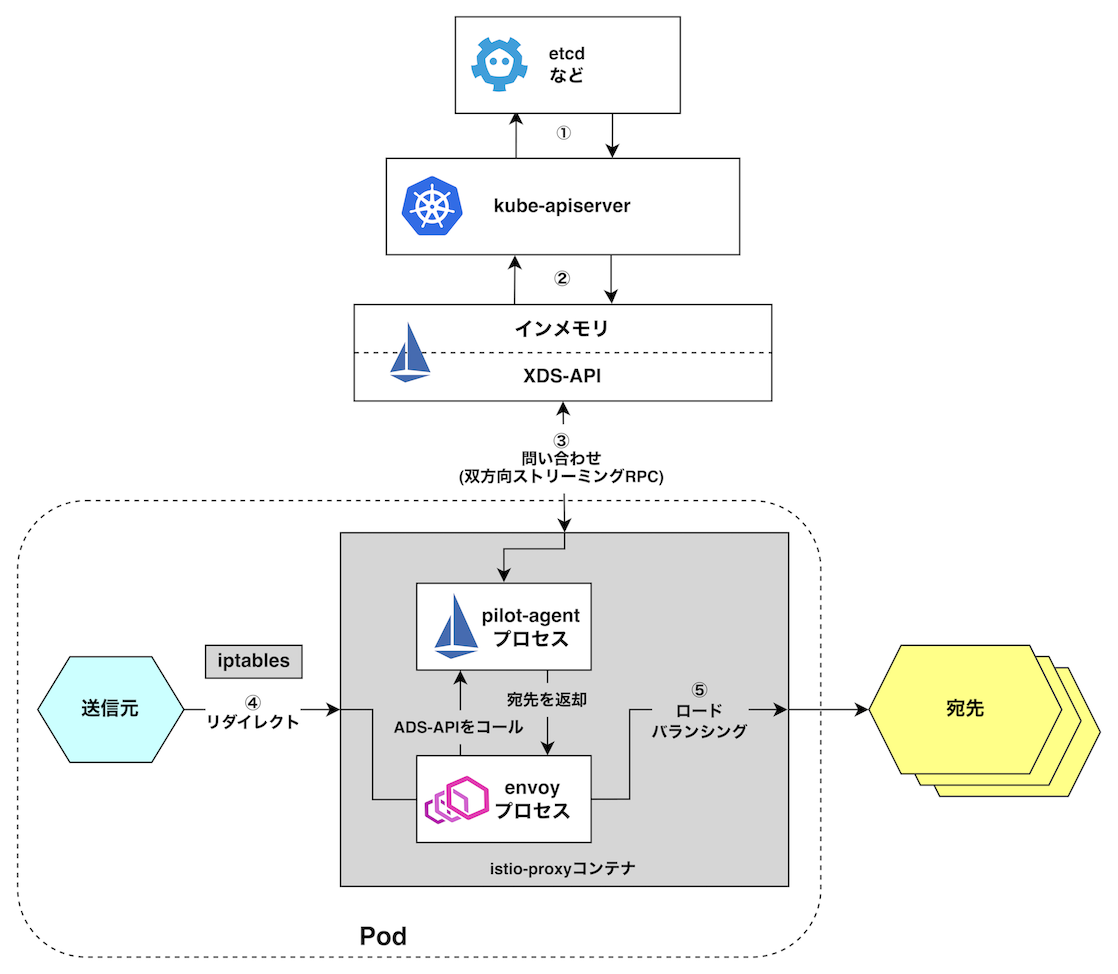 etcd
など
①
kube-apiserver
②
インメモリ
XDS-API
③
問い合わせ
(双方向ストリーミングRPC)
pilot-agent
プロセス
iptables
送信元
④
リダイレクト
宛先を返却
ADS-APIをコール
⑤
ロード
バランシング
宛先
envoy
プロセス
istio-proxyコンテナ
Pod